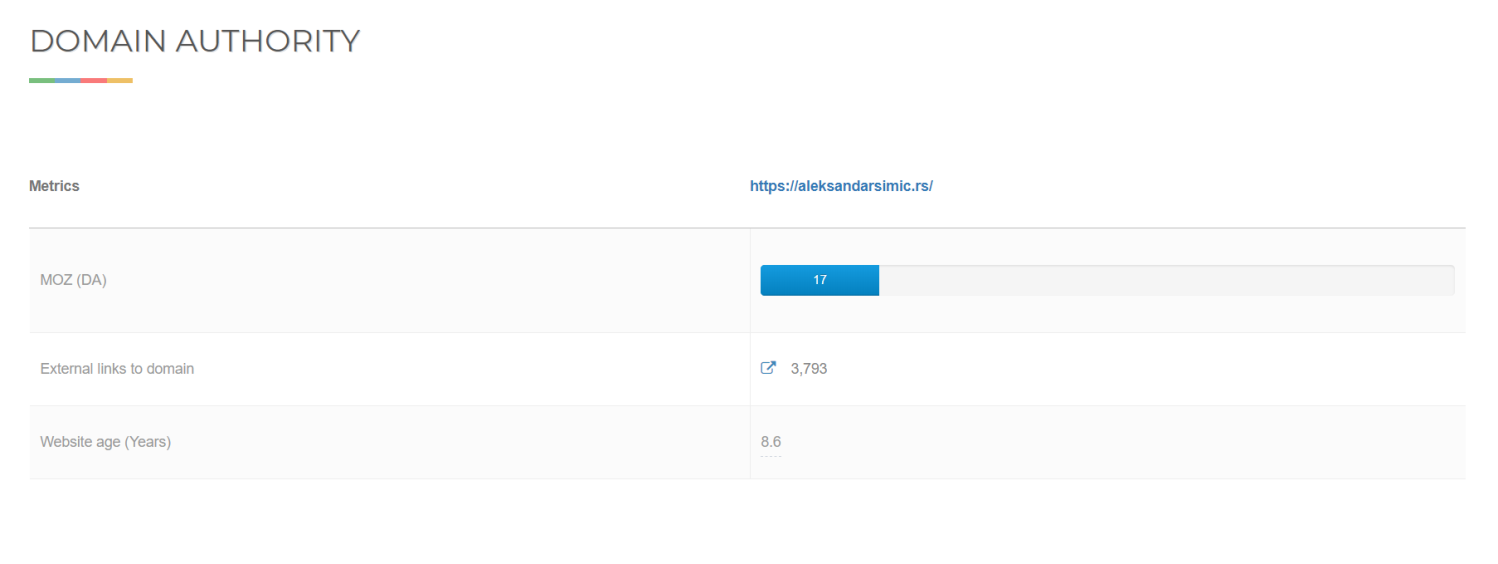 DOMAIN AUTHORITY
Metrics https://aleksandarsimic.rs/
MOZ (DA) 17
External links to domain 3,793
Website age (Years) 8.6